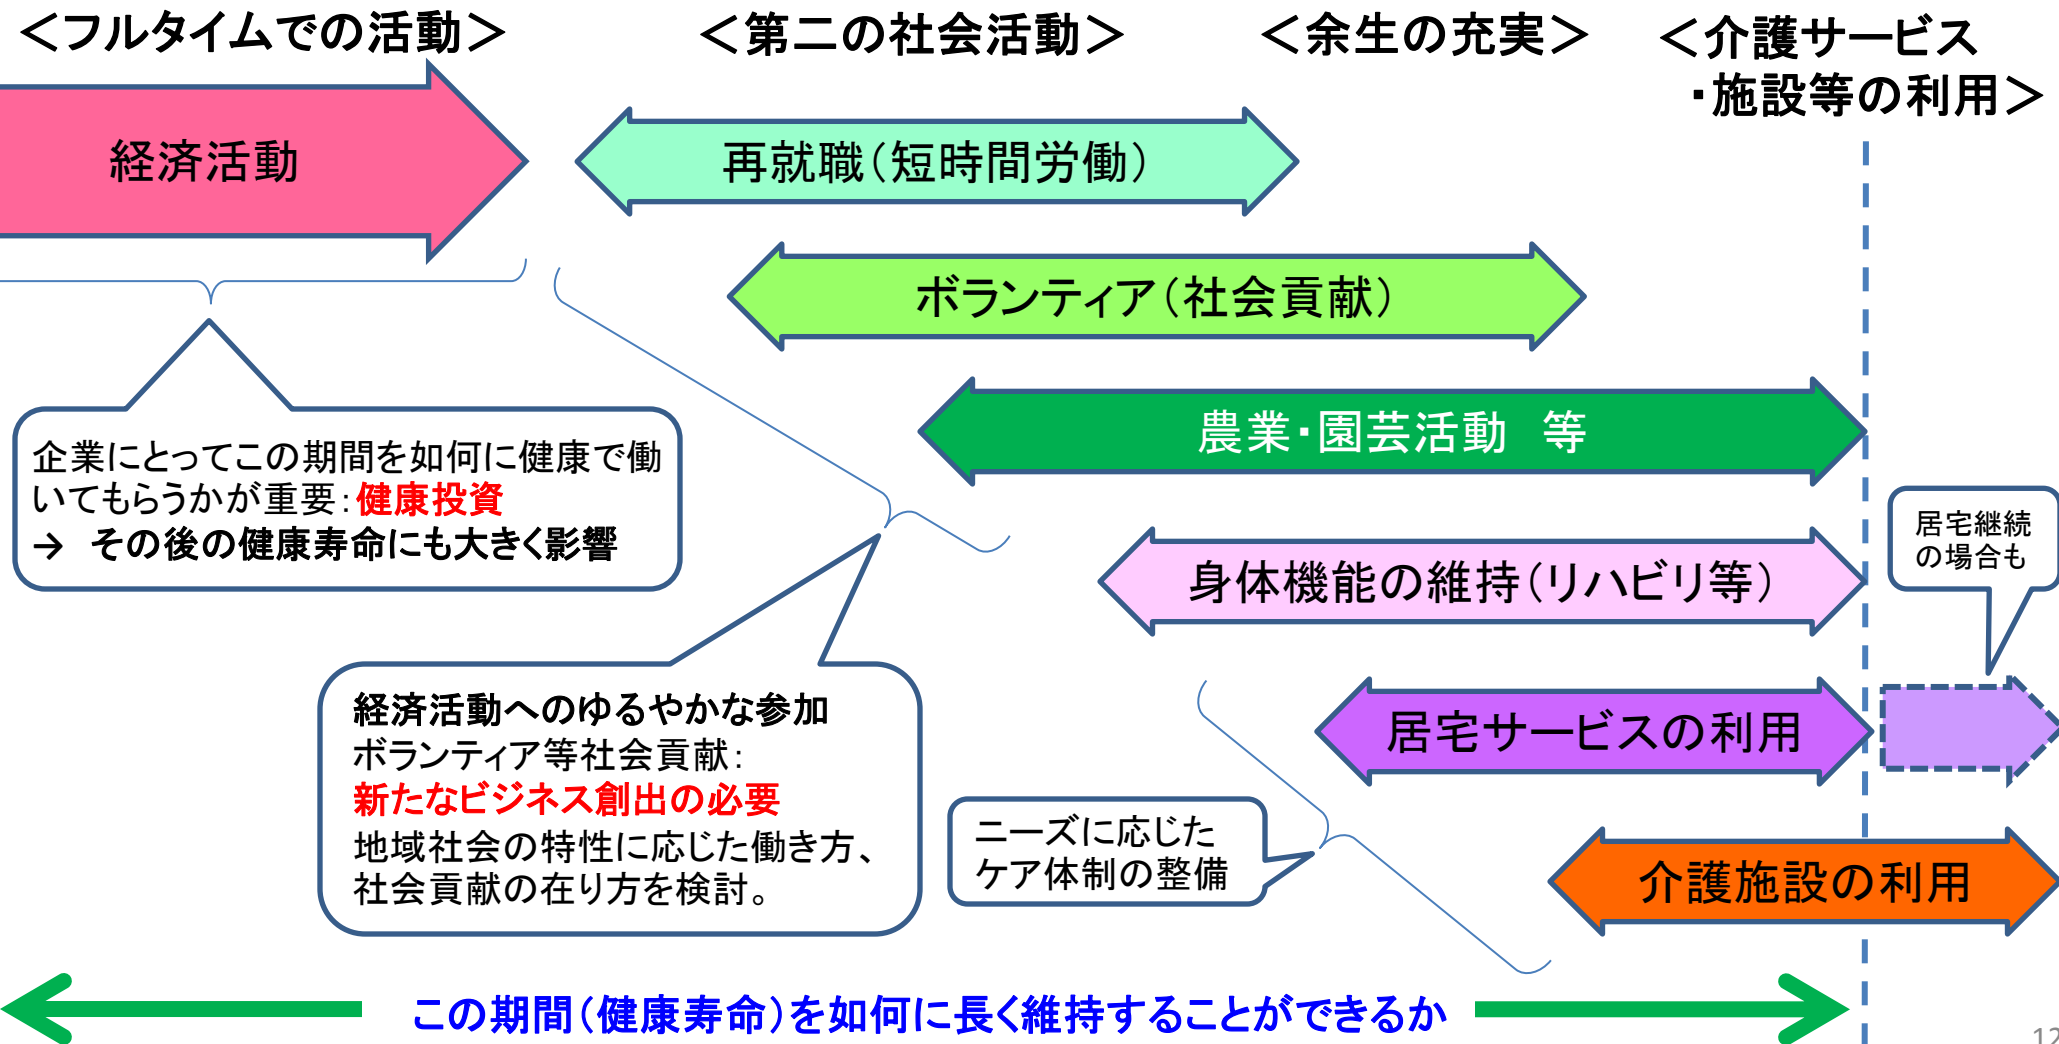 ＜フルタイムでの活動＞
＜第二の社会活動＞
＜余生の充実＞
＜介護サービス
・施設等の利用＞
経済活動
再就職（短時間労働）
ボランティア（社会貢献）
農業・園芸活動　等
身体機能の維持（リハビリ等）
居宅サービスの利用
介護施設の利用
企業にとってこの期間を如何に健康で働
いてもらうかが重要：健康投資
→　その後の健康寿命にも大きく影響
居宅継続
の場合も
経済活動へのゆるやかな参加
ボランティア等社会貢献：
新たなビジネス創出の必要
地域社会の特性に応じた働き方、
社会貢献の在り方を検討。
ニーズに応じた
ケア体制の整備
この期間（健康寿命）を如何に長く維持することができるか
12